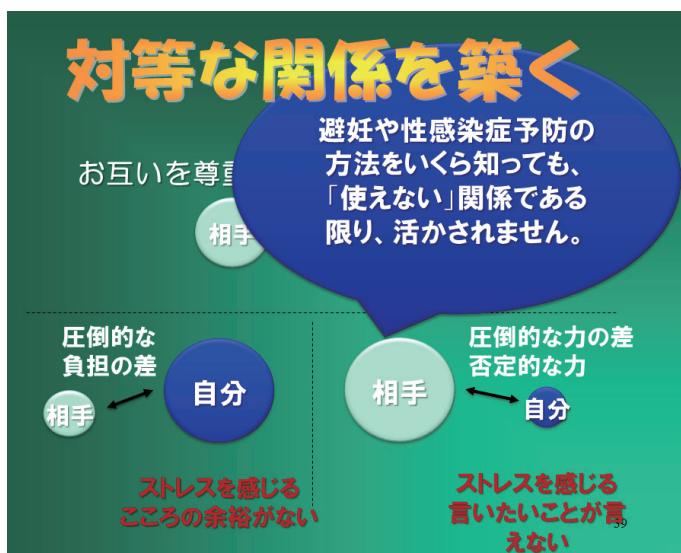 対等な関係を築く
避妊や性感染症予防の
方法をいくら知っても、
「使えない」関係である
限り、活かされません。
お互いを尊重
相手
圧倒的な
負担の差
相手
自分
ストレスを感じる
こころの余裕がない
圧倒的な力の差
否定的な力
相手
自分
ストレスを感じる
言いたいことが言
えない
39